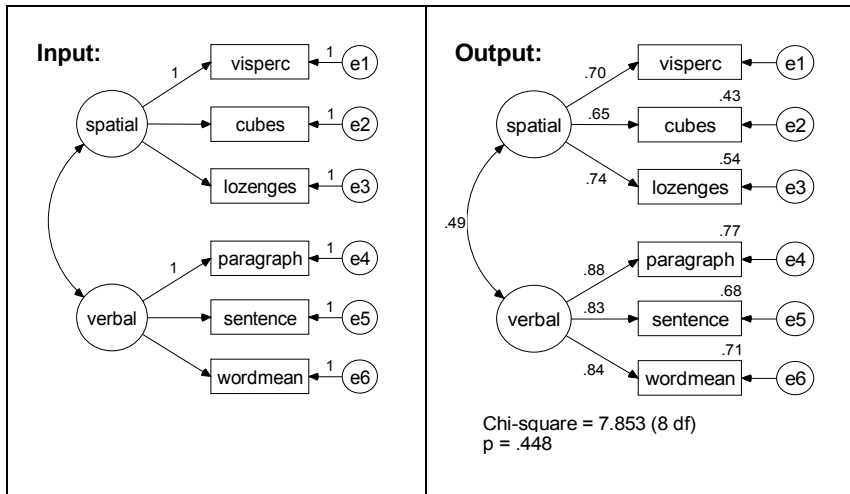 Input:
1
visperc
1
e1
spatial
cubes
1
e2
lozenges
1
e3
1
paragraph
1
e4
verbal
sentence
1
e5
wordmean
1
e6
Output:
.70
visperc
e1
spatial
.65
.43
cubes
e2
.74
.54
lozenges
e3
.49
.88
.77
paragraph
e4
verbal
.83
.68
sentence
e5
.84
.71
wordmean
e6
Chi-square = 7.853 (8 df)
p = .448